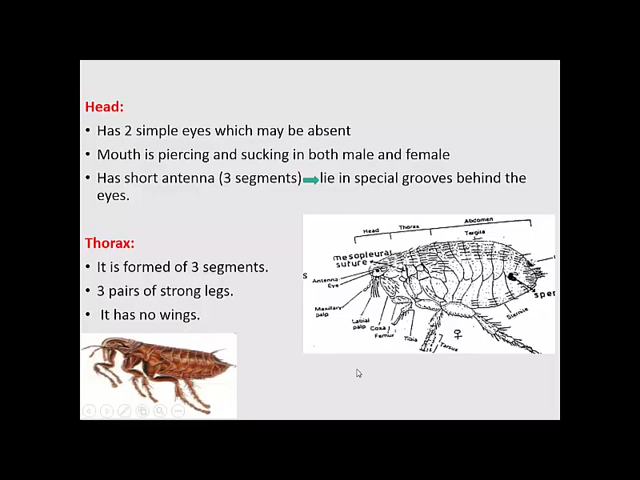 Head:
• Has 2 simple eyes which may be absent
• Mouth is piercing and sucking in both male and female
• Has short antenna (3 segments) lie in special grooves behind the
eyes.
Thorax:
• It is formed of 3 segments.
• 3 pairs of strong legs.
• It has no wings.
Abdomen
Head
Thorax
Tergite
mesopleural
suture
Antenna
Eye
Maxillary
palp
Labial
palp
Coxa
Femur
Tibia
Tarsus
Sternite
sper
♀